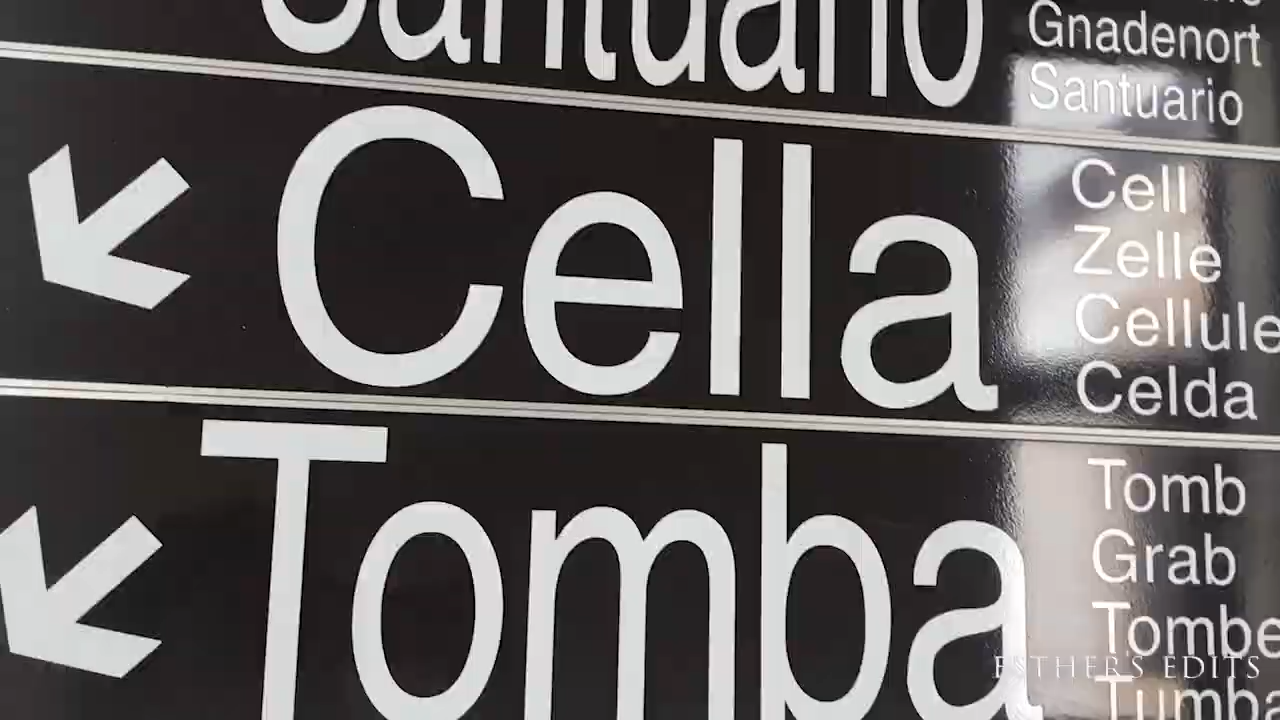 Santuario
Gnadenort
Santuario
Cella
Cell
Zelle
Cellule
Celda
Tomba
Tomb
Grab
Tombe
Tumba
ESTHER'S EDITS